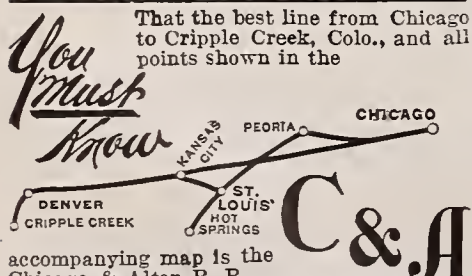 That the best line from Chicago
to Cripple Creek, Colo., and all
points shown in the
You
Must
Know
CHICAGO
PEORIA
KANSAS
CITY
DENVER
CRIPPLE CREEK
ST.
LOUIS
HOT
SPRINGS
C & A
accompanying map is the
Chicago & Alton R. R.